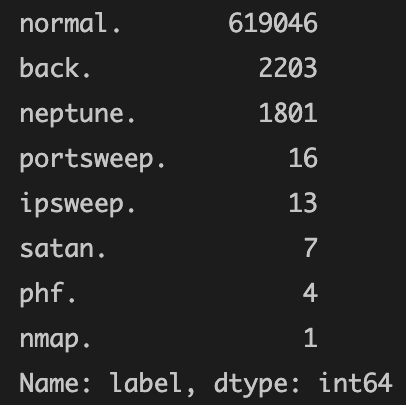 normal. 619046
back. 2203
neptune. 1801
portsweep. 16
ipsweep. 13
satan. 7
phf. 4
nmap. 1
Name: label, dtype: int64